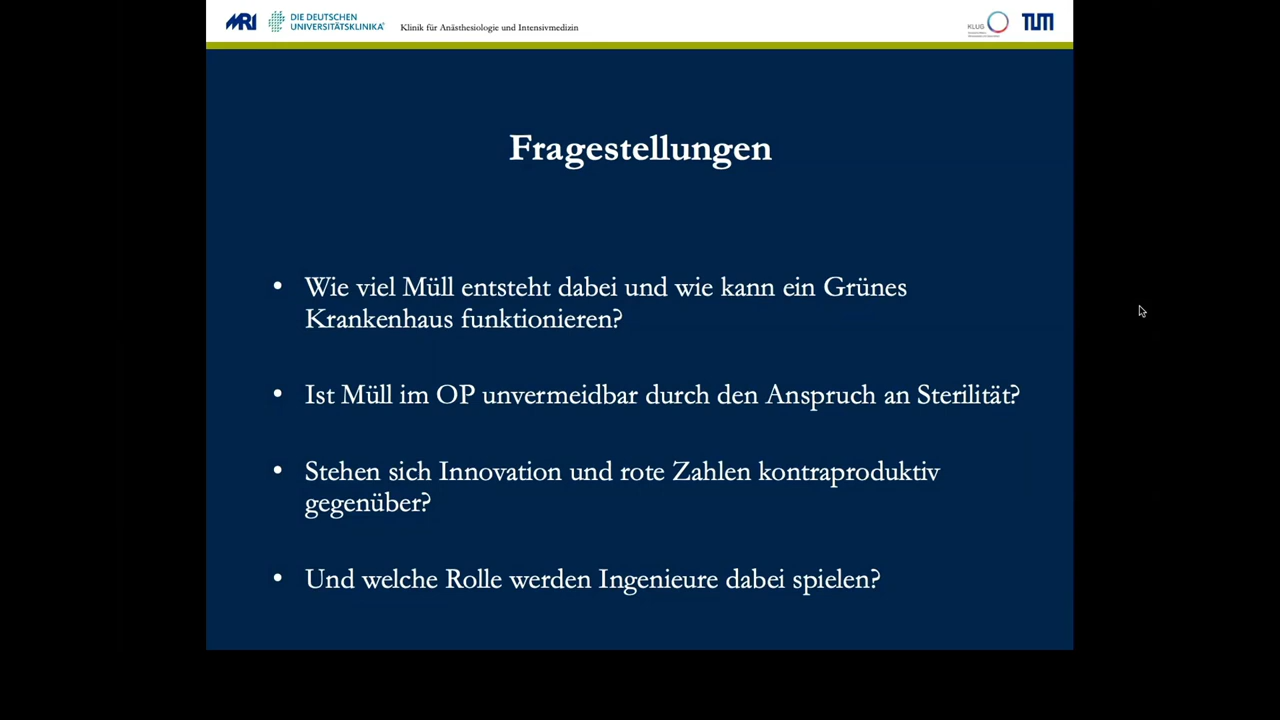 MRI
DIE DEUTSCHEN
UNIVERSITÄTSKLINIKA
Klinik für Anästhesiologie und Intensivmedizin
KLUG
TUM
Fragestellungen
• Wie viel Müll entsteht dabei und wie kann ein Grünes
Krankenhaus funktionieren?
• Ist Müll im OP unvermeidbar durch den Anspruch an Sterilität?
• Stehen sich Innovation und rote Zahlen kontraproduktiv
gegenüber?
• Und welche Rolle werden Ingenieure dabei spielen?